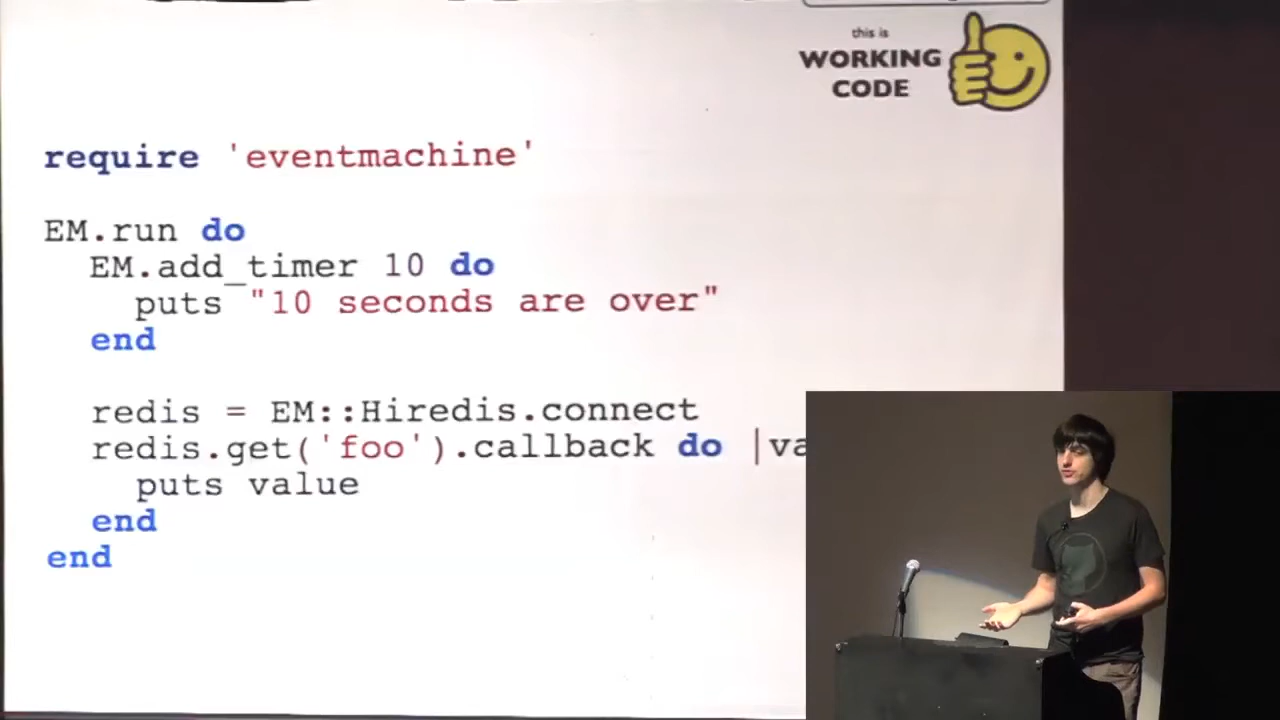 this is
WORKING
CODE
require 'eventmachine'
EM.run do
EM.add_timer 10 do
puts "10 seconds are over"
end
redis = EM::Hiredis.connect
redis.get('foo').callback do |va
puts value
end
end